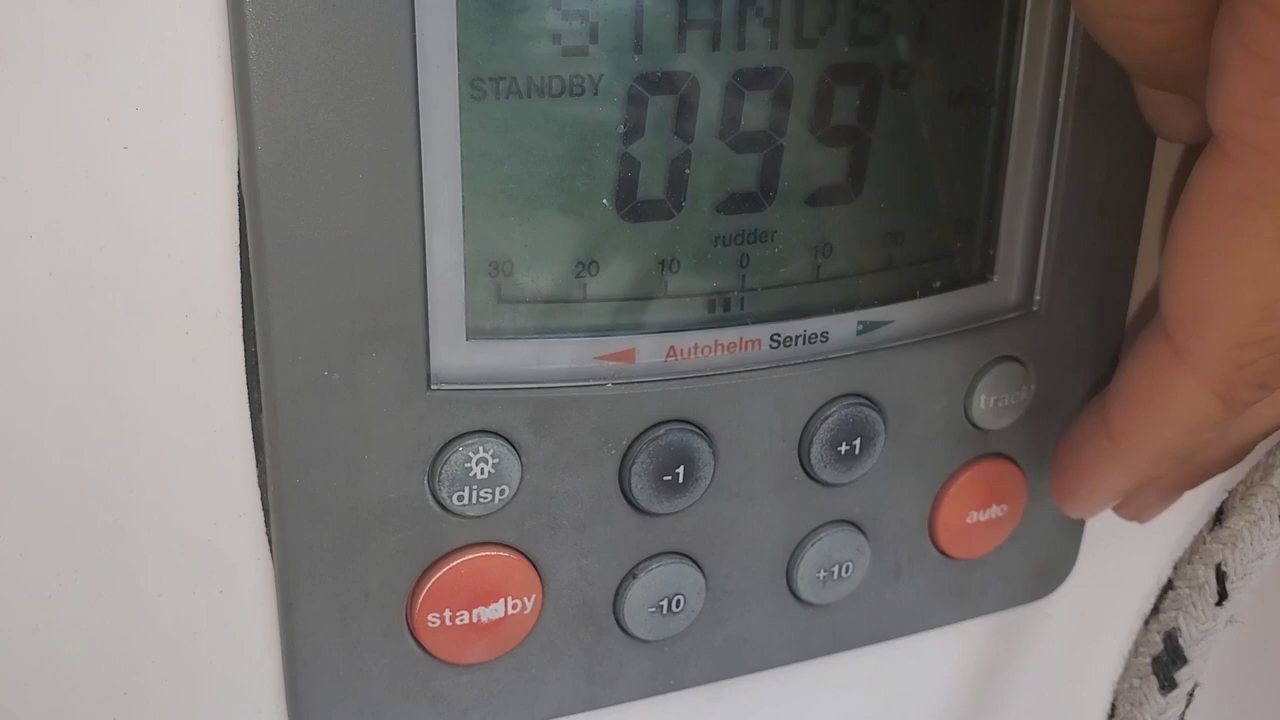 STANDBY
STANDBY 099°
rudder
30 20 10 0 10 20
Autohelm Series
disp -1 +1 track
standby -10 +10 auto